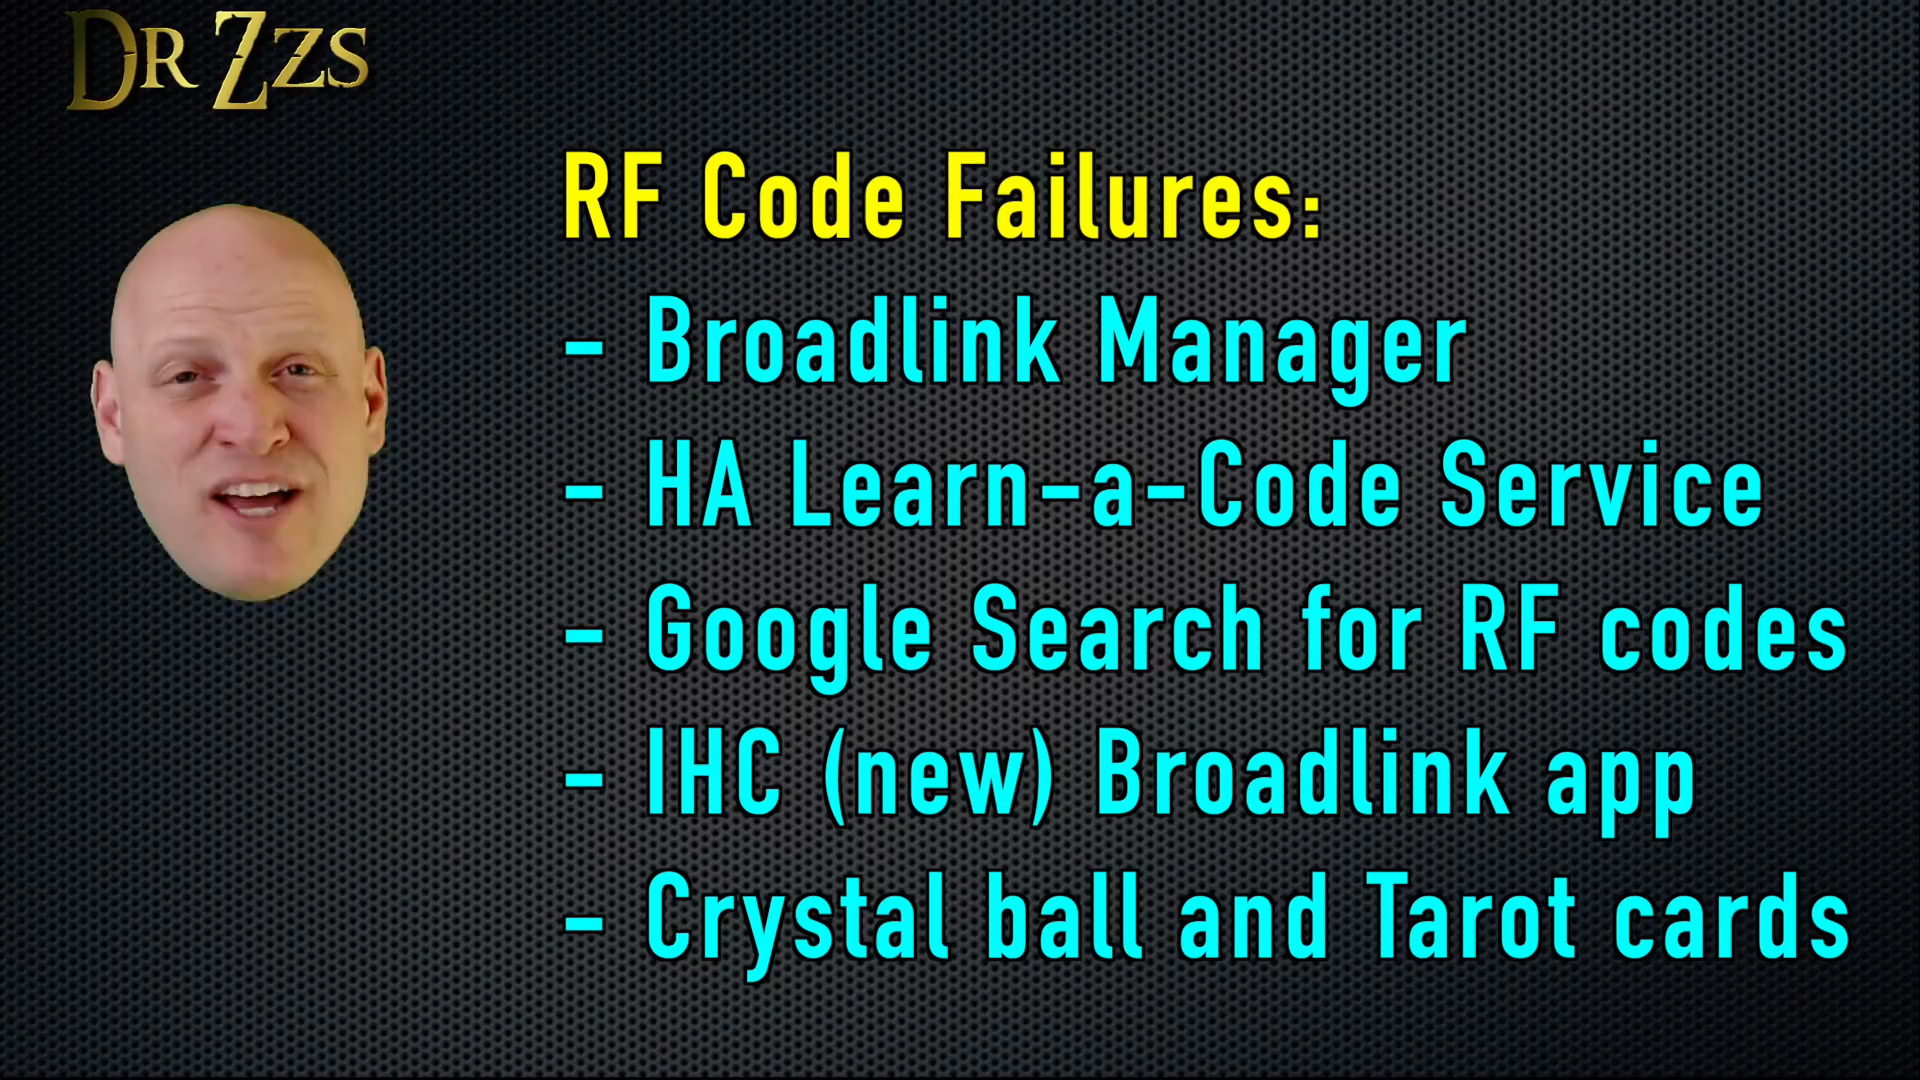 DR ZZS
RF Code Failures:
- Broadlink Manager
- HA Learn-a-Code Service
- Google Search for RF codes
- IHC (new) Broadlink app
- Crystal ball and Tarot cards